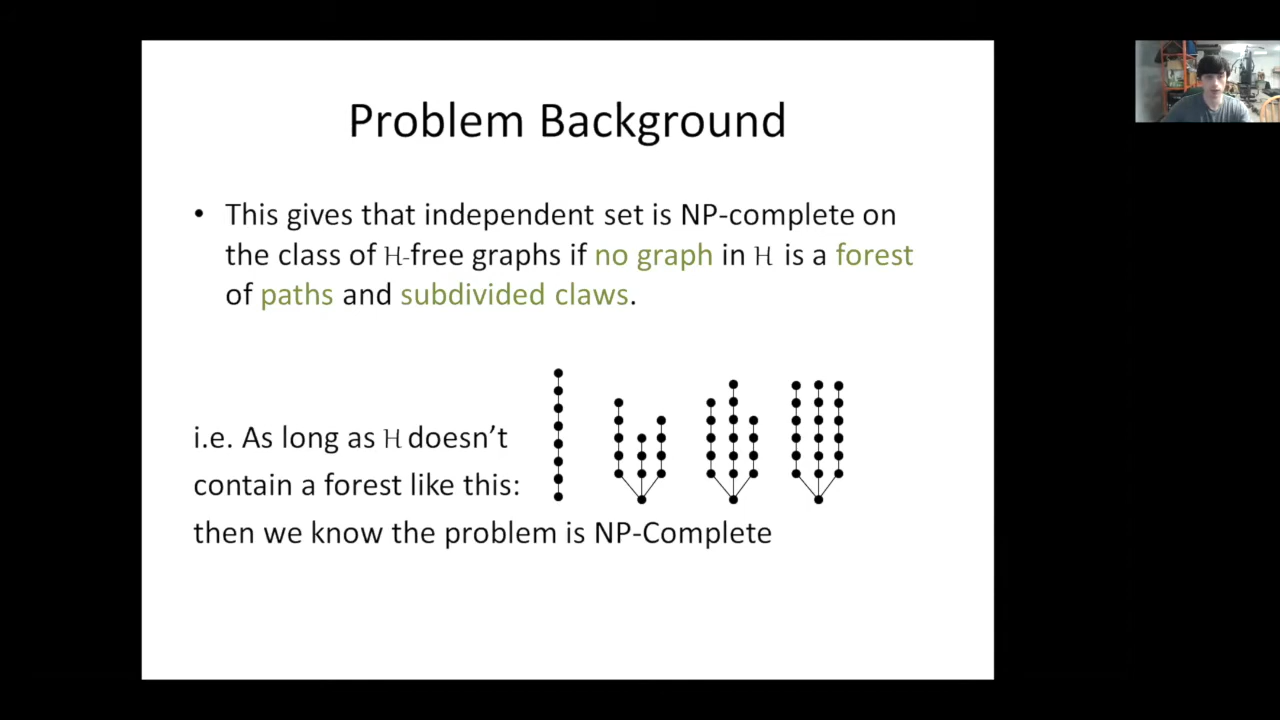 Problem Background
• This gives that independent set is NP-complete on
the class of H-free graphs if no graph in H is a forest
of paths and subdivided claws.
i.e. As long as H doesn’t
contain a forest like this:
then we know the problem is NP-Complete